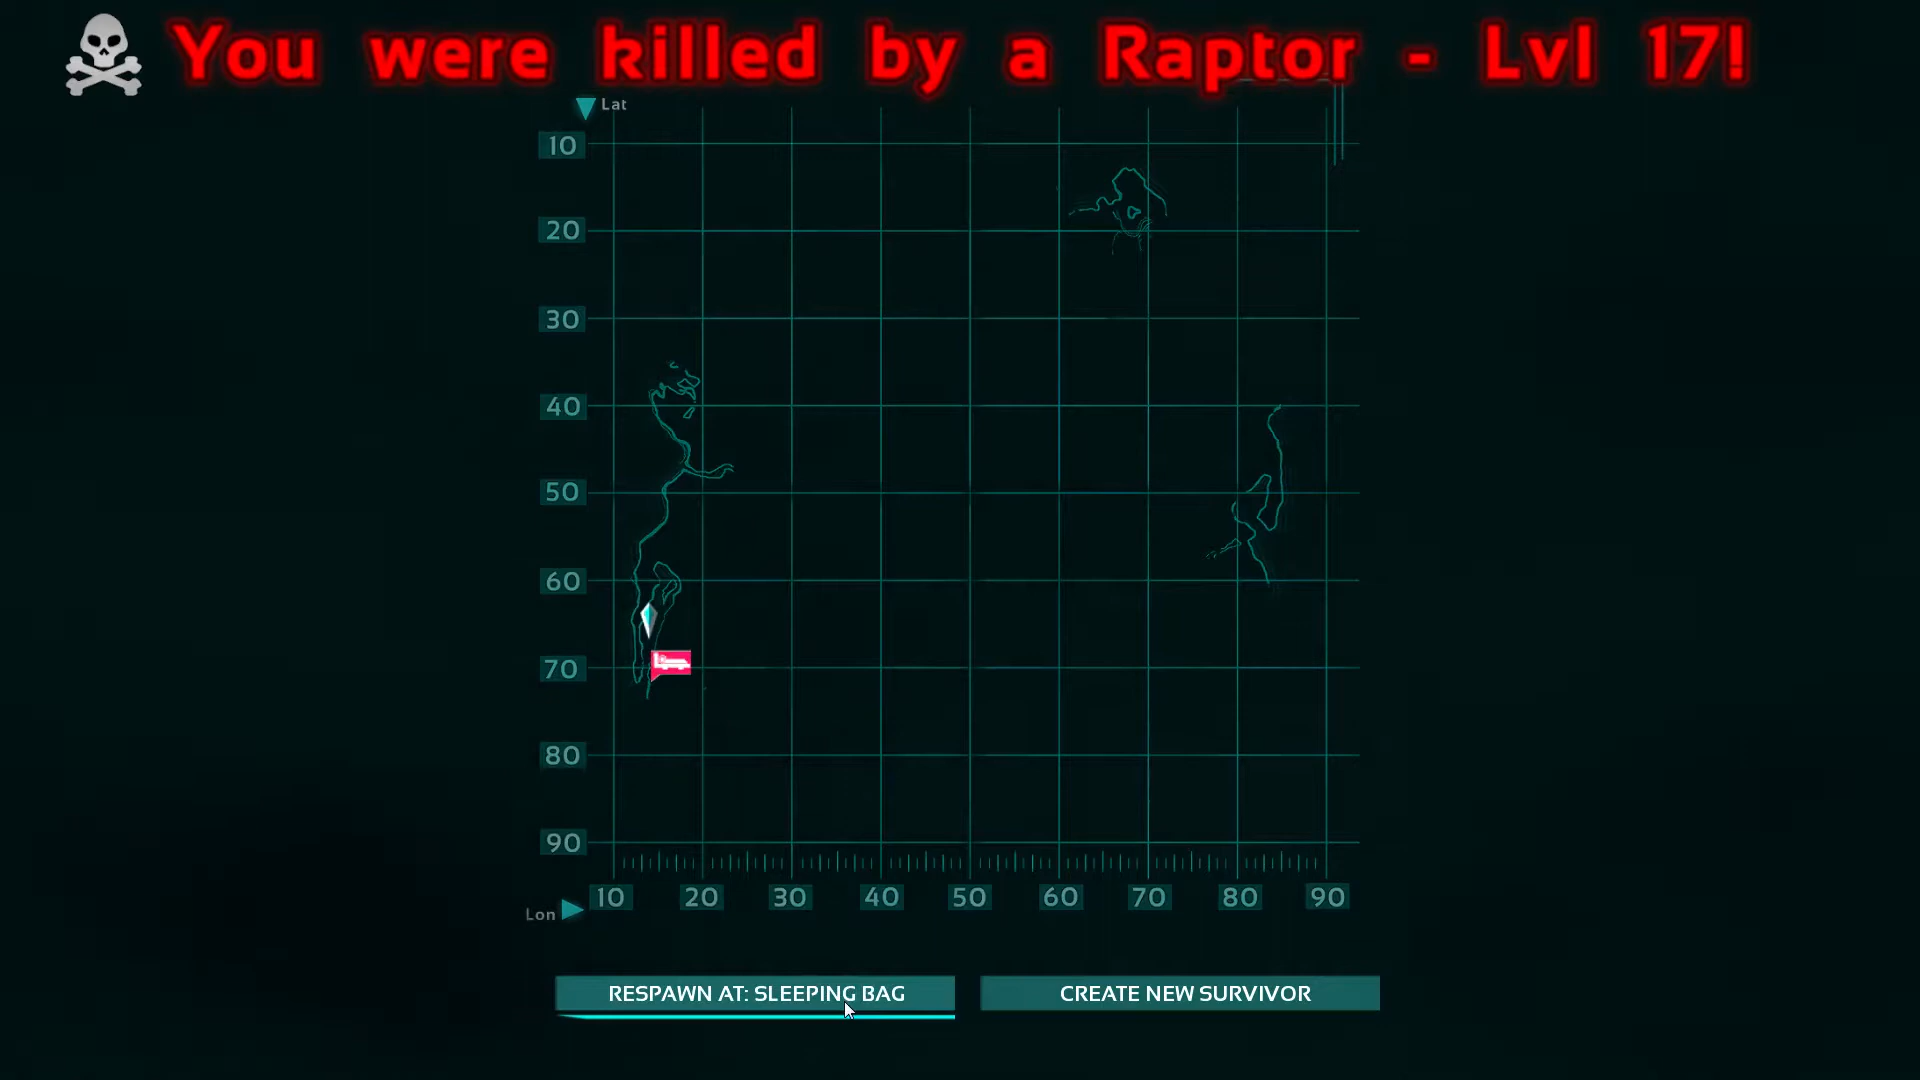 You were killed by a Raptor - Lvl 17!
Lat
10
20
30
40
50
60
70
80
90
10 20 30 40 50 60 70 80 90
Lon
RESPAWN AT: SLEEPING BAG
CREATE NEW SURVIVOR